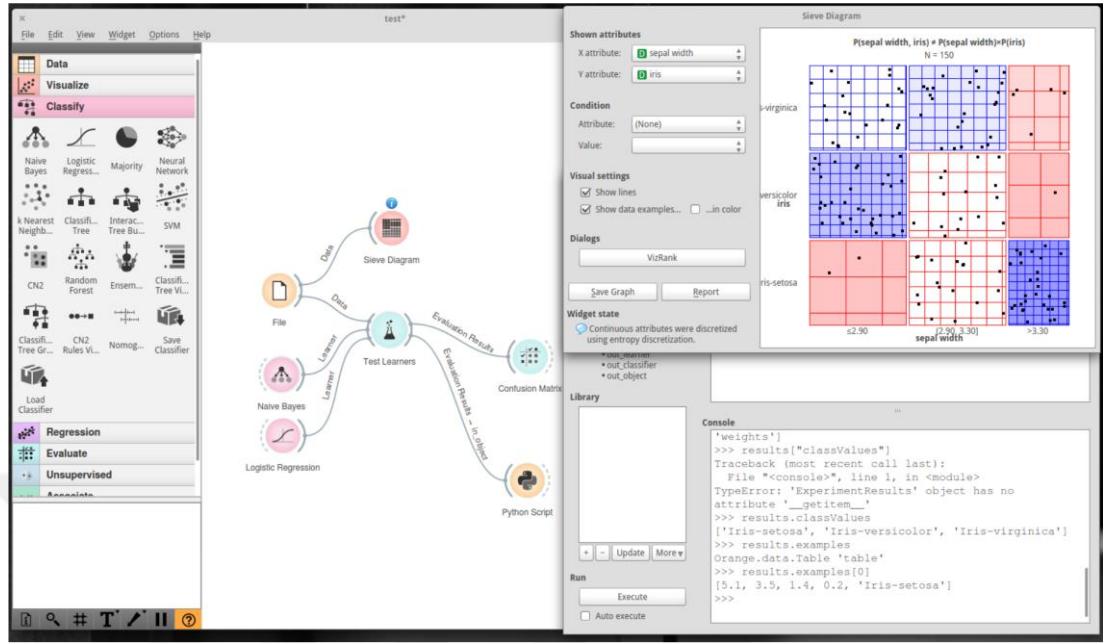 test*
File Edit View Widget Options Help
Data
Visualize
Classify
Naive Bayes
Logistic Regress...
Majority
Neural Network
k Nearest Neighb...
Classifi... Tree
Interac... Tree Bu...
SVM
CN2
Random Forest
Ensem...
Classifi... Tree Vi...
Classifi... Tree Gr...
CN2 Rules Vi...
Nomog...
Save Classifier
Load Classifier
Regression
Evaluate
Unsupervised
Associate
Data
Sieve Diagram
File
Data
Test Learners
Learner
Learner
Naive Bayes
Logistic Regression
Evaluation Results
Confusion Matrix
Evaluation Results → in_object
Python Script
Sieve Diagram
Shown attributes
X attribute: D sepal width
Y attribute: D iris
Condition
Attribute: (None)
Value:
Visual settings
Show lines
Show data examples... ...in color
Dialogs
VizRank
Save Graph Report
Widget state
Continuous attributes were discretized
using entropy discretization.
P(sepal width, iris) ≠ P(sepal width)×P(iris)
N = 150
s-virginica
versicolor
iris
ris-setosa
≤2.90 (2.90, 3.30] >3.30
sepal width
• out_learner
• out_classifier
• out_object
Library
+ − Update More
Run
Execute
Auto execute
Console
'weights']
>>> results["classValues"]
Traceback (most recent call last):
File "<console>", line 1, in <module>
TypeError: 'ExperimentResults' object has no
attribute '__getitem__'
>>> results.classValues
['Iris-setosa', 'Iris-versicolor', 'Iris-virginica']
>>> results.examples
Orange.data.Table 'table'
>>> results.examples[0]
[5.1, 3.5, 1.4, 0.2, 'Iris-setosa']
>>>